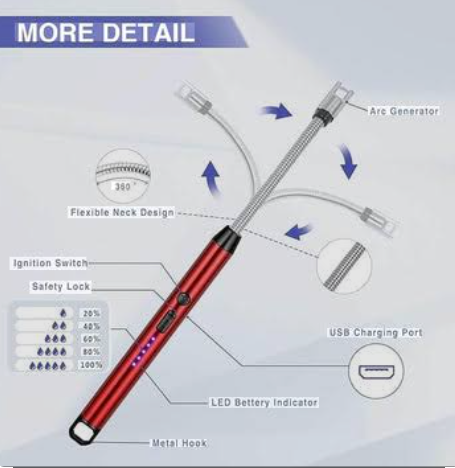 MORE DETAIL
Arc Generator
360°
Flexible Neck Design
Ignition Switch
Safety Lock
20%
40%
60%
80%
100%
USB Charging Port
LED Bettery Indicator
Metal Hook